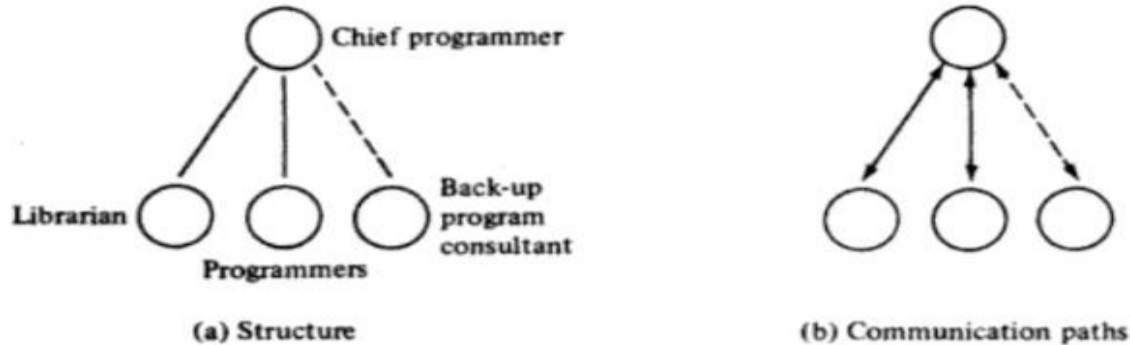 Chief programmer
Librarian
Back-up
program
consultant
Programmers
(a) Structure
(b) Communication paths